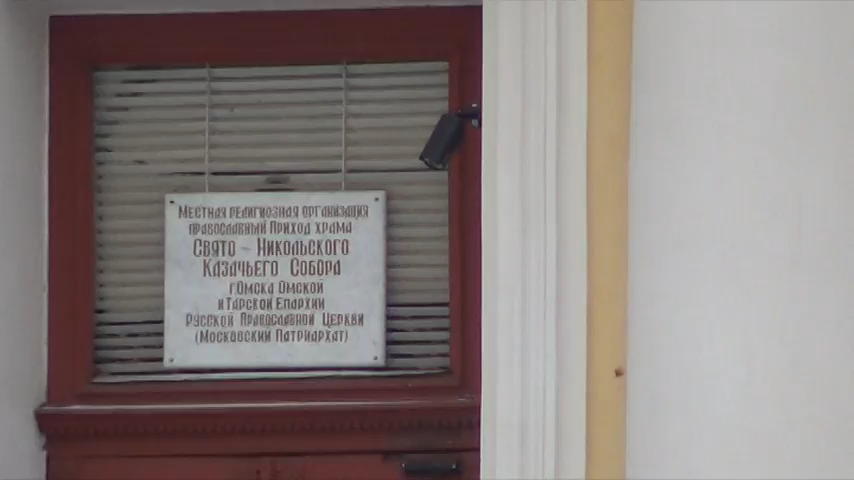 Местная религиозная организация
православный Приход храма
Свято - Никольского
Казачьего Собора
г.Омска Омской
и Тарской Епархии
Русской Православной Церкви
(Московский Патриархат)